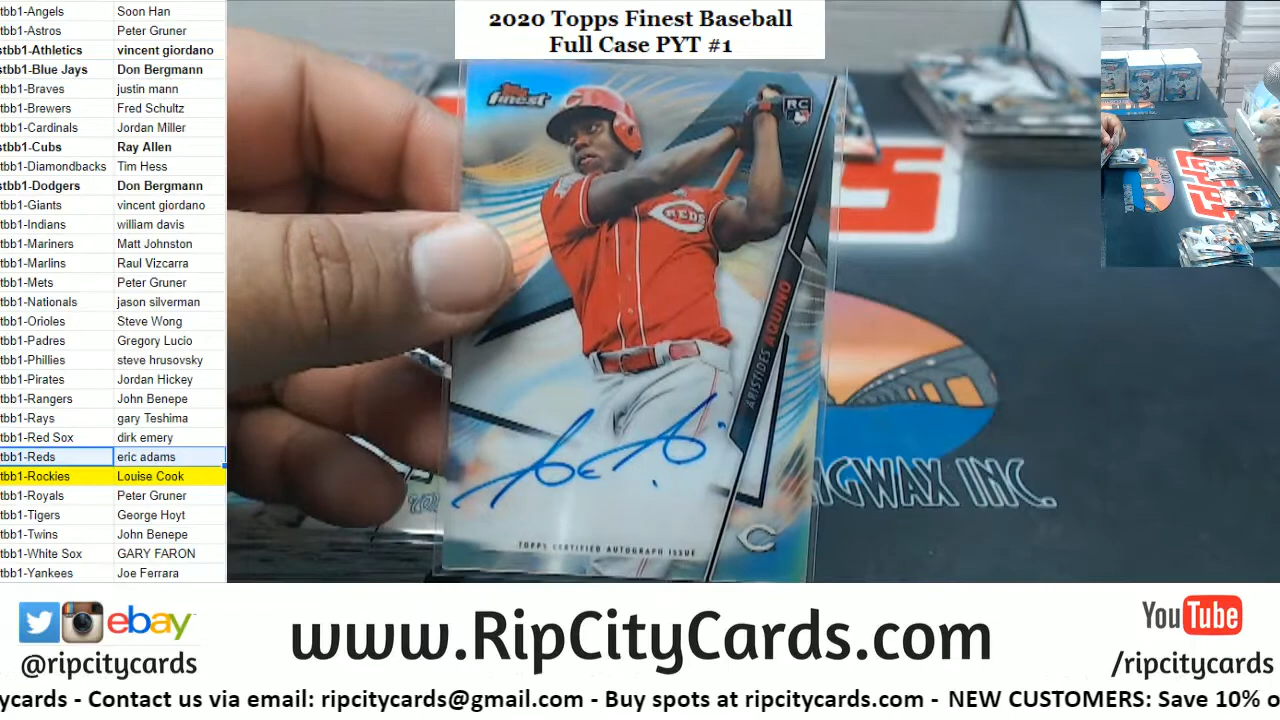 2020 Topps Finest Baseball
Full Case PYT #1
tbb1-Angels Soon Han
tbb1-Astros Peter Gruner
stbb1-Athletics vincent giordano
stbb1-Blue Jays Don Bergmann
tbb1-Braves justin mann
tbb1-Brewers Fred Schultz
tbb1-Cardinals Jordan Miller
stbb1-Cubs Ray Allen
tbb1-Diamondbacks Tim Hess
stbb1-Dodgers Don Bergmann
tbb1-Giants vincent giordano
tbb1-Indians william davis
tbb1-Mariners Matt Johnston
tbb1-Marlins Raul Vizcarra
tbb1-Mets Peter Gruner
tbb1-Nationals jason silverman
tbb1-Orioles Steve Wong
tbb1-Padres Gregory Lucio
tbb1-Phillies steve hrusovsky
tbb1-Pirates Jordan Hickey
tbb1-Rangers John Benepe
tbb1-Rays gary Teshima
tbb1-Red Sox dirk emery
tbb1-Reds eric adams
tbb1-Rockies Louise Cook
tbb1-Royals Peter Gruner
tbb1-Tigers George Hoyt
tbb1-Twins John Benepe
tbb1-White Sox GARY FARON
tbb1-Yankees Joe Ferrara
Topps
finest
RC
REDS
ARISTIDES AQUINO
TOPPS CERTIFIED AUTOGRAPH ISSUE
C
PS
NGWAX INC.
ebay
@ripcitycards
www.RipCityCards.com
YouTube
/ripcitycards
ycards - Contact us via email: ripcitycards@gmail.com - Buy spots at ripcitycards.com - NEW CUSTOMERS: Save 10% o